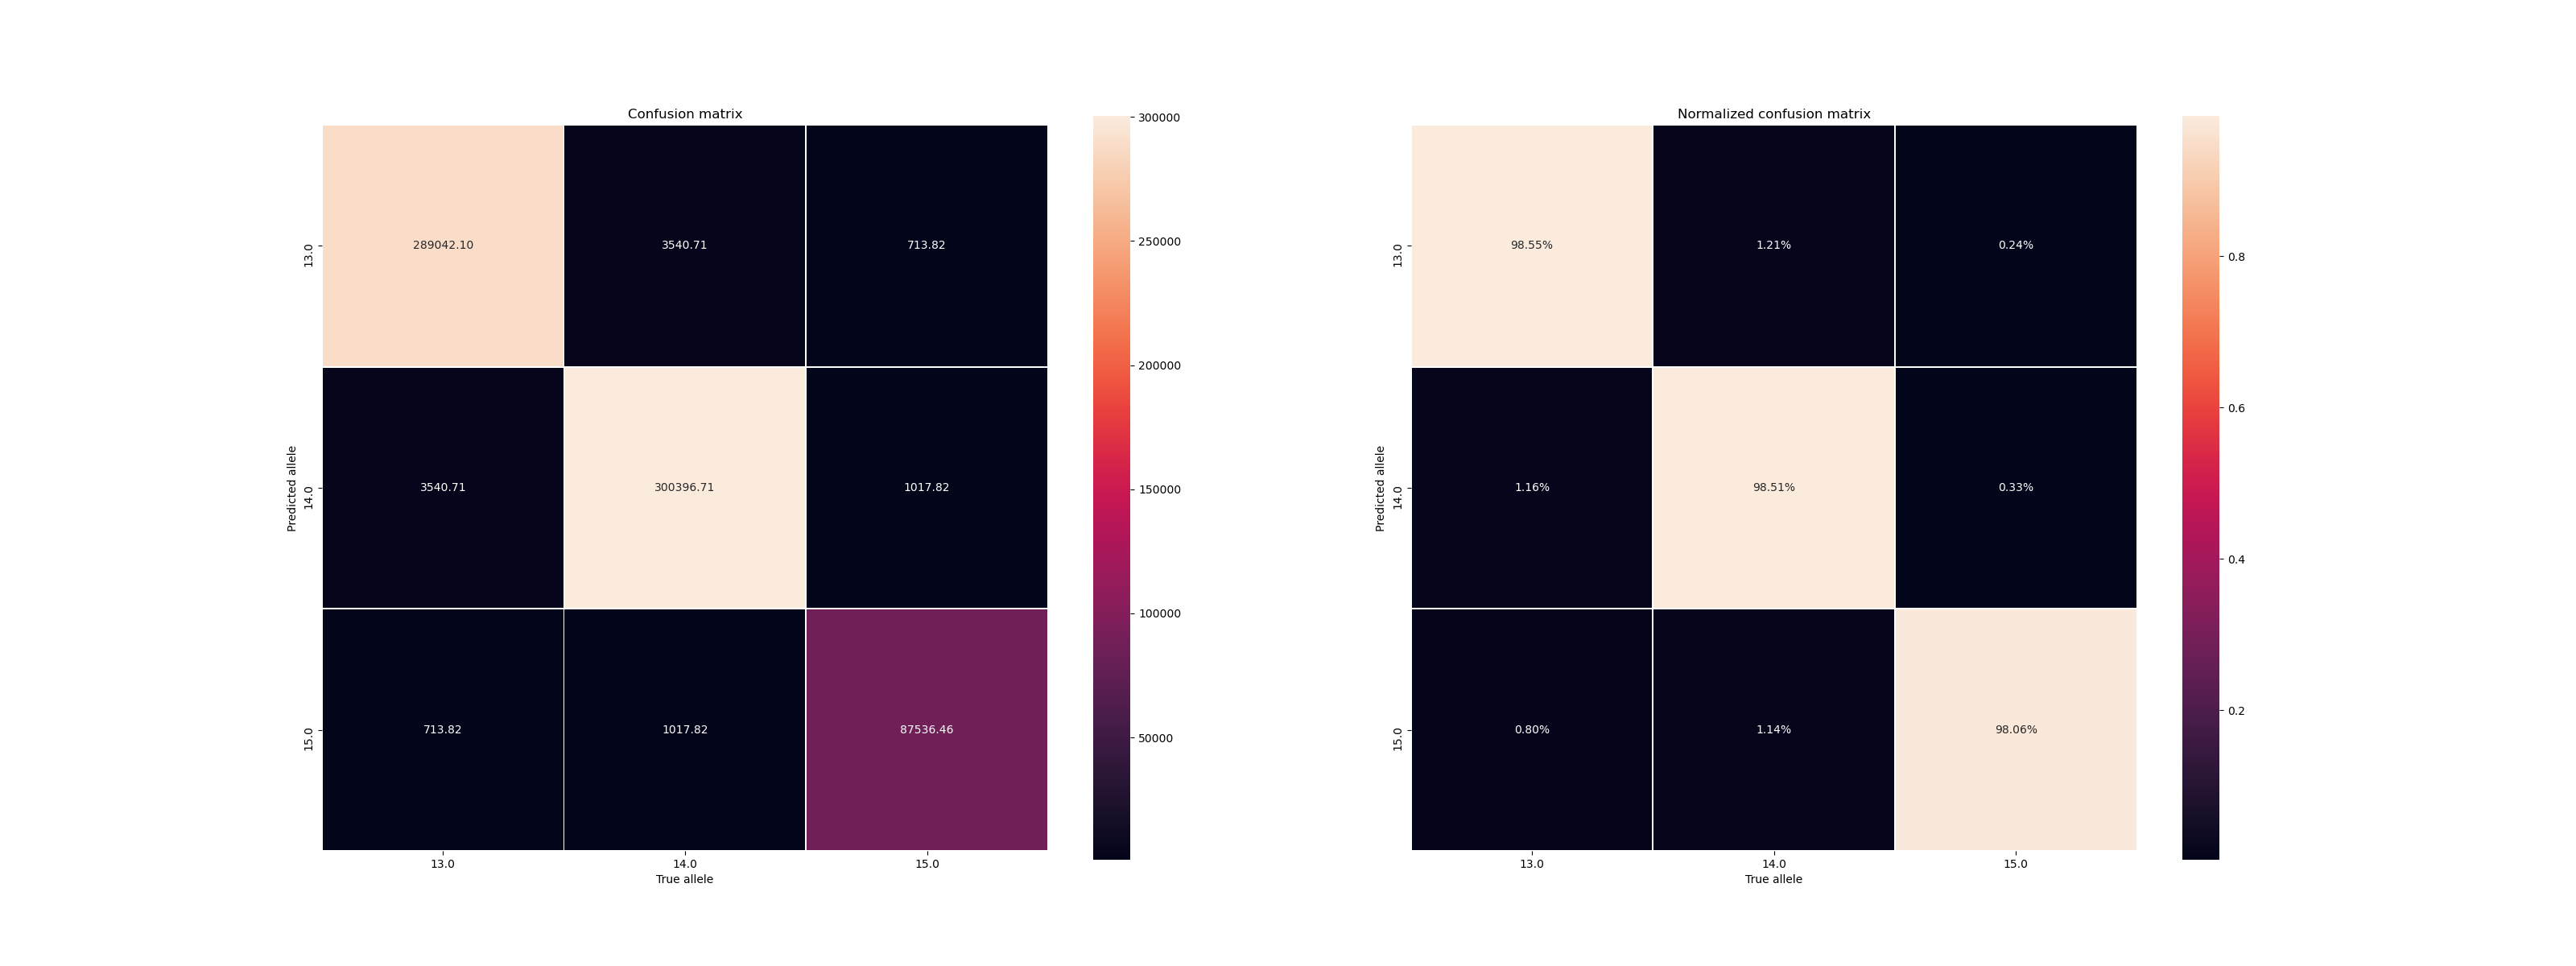 Confusion matrix
289042.10 3540.71 713.82
3540.71 300396.71 1017.82
713.82 1017.82 87536.46
13.0
14.0
15.0
Predicted allele
13.0 14.0 15.0
True allele
300000
250000
200000
150000
100000
50000
Normalized confusion matrix
98.55% 1.21% 0.24%
1.16% 98.51% 0.33%
0.80% 1.14% 98.06%
13.0
14.0
15.0
Predicted allele
13.0 14.0 15.0
True allele
0.8
0.6
0.4
0.2